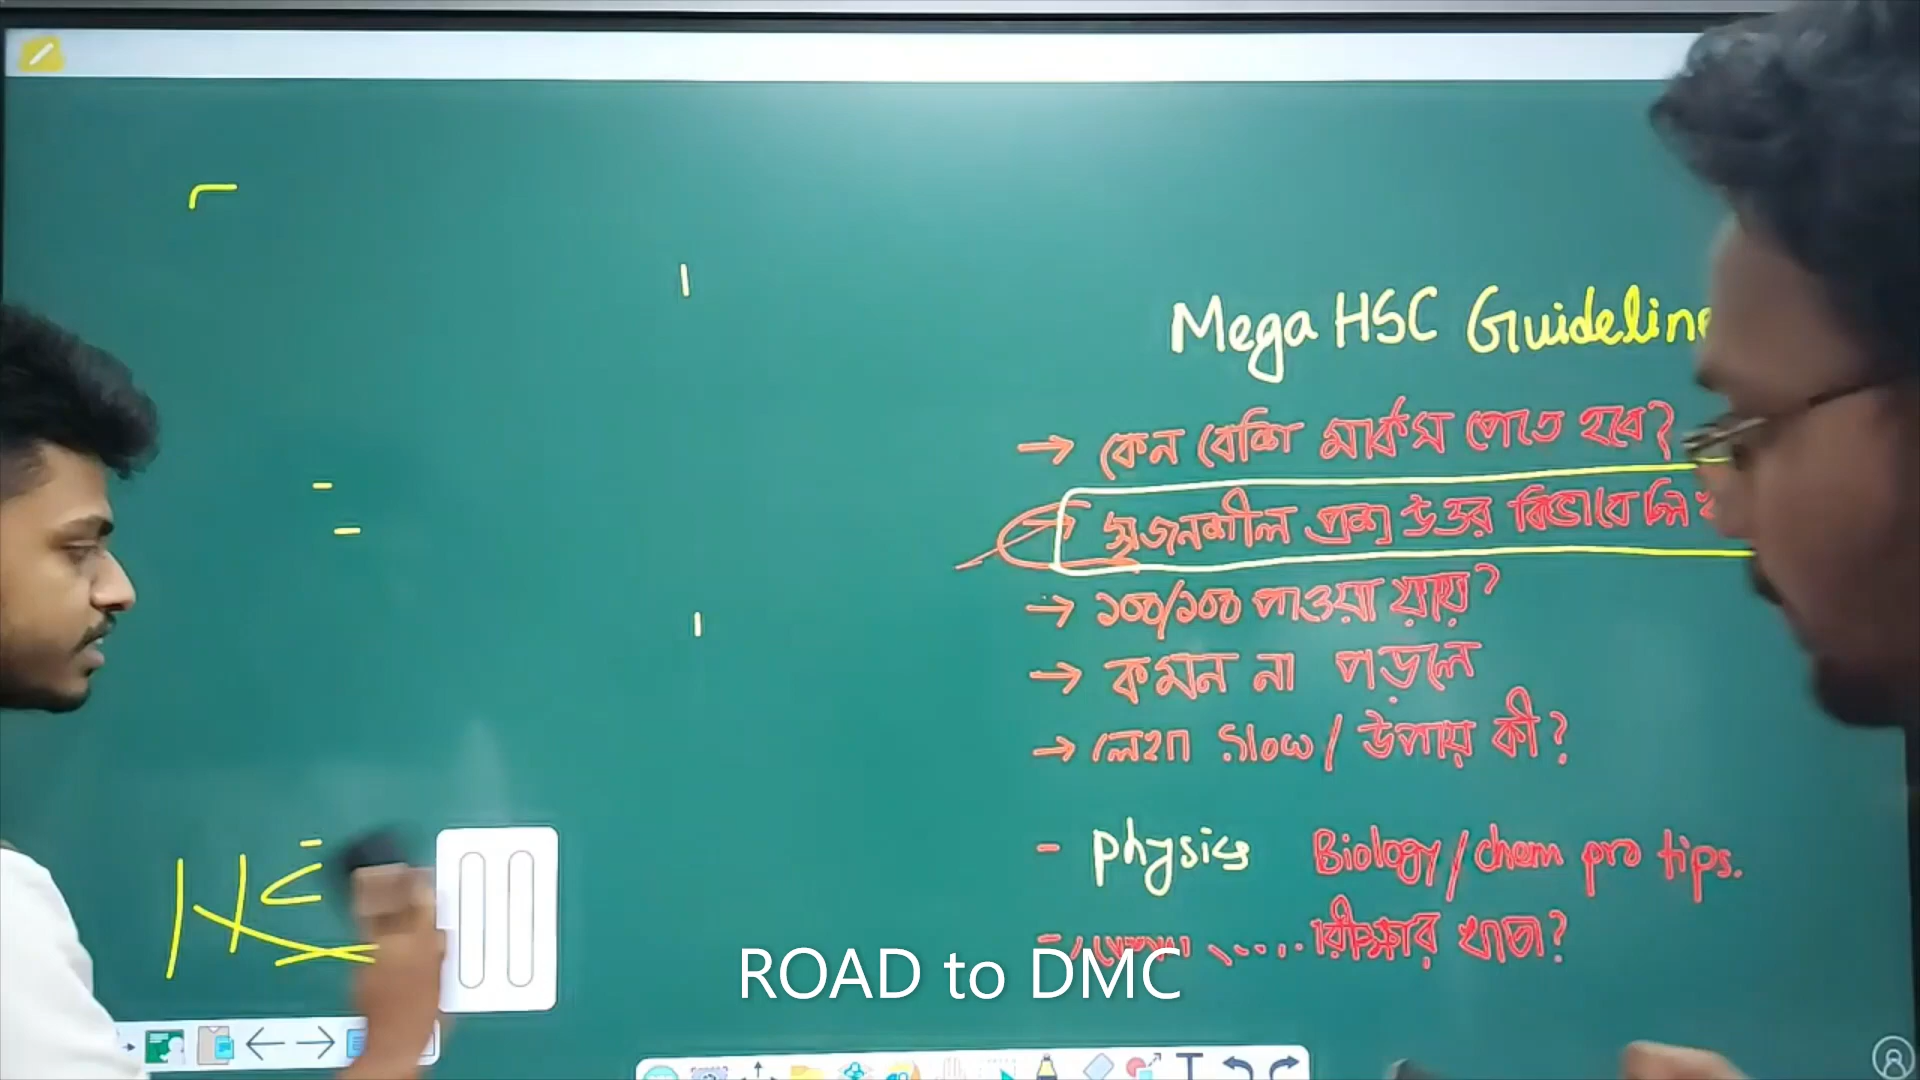 Mega HSC Guideline
→ কেন বেশি মার্কস পেতে হবে?
সৃজনশীল প্রশ্ন উত্তর কিভাবে
→ ১০০/১০০ পাওয়া যায়?
→ কমন না পড়লে
→ লেখা Slow / উপায় কী?
- Physics Biology/chem pro tips.
খাতা?
ROAD to DMC